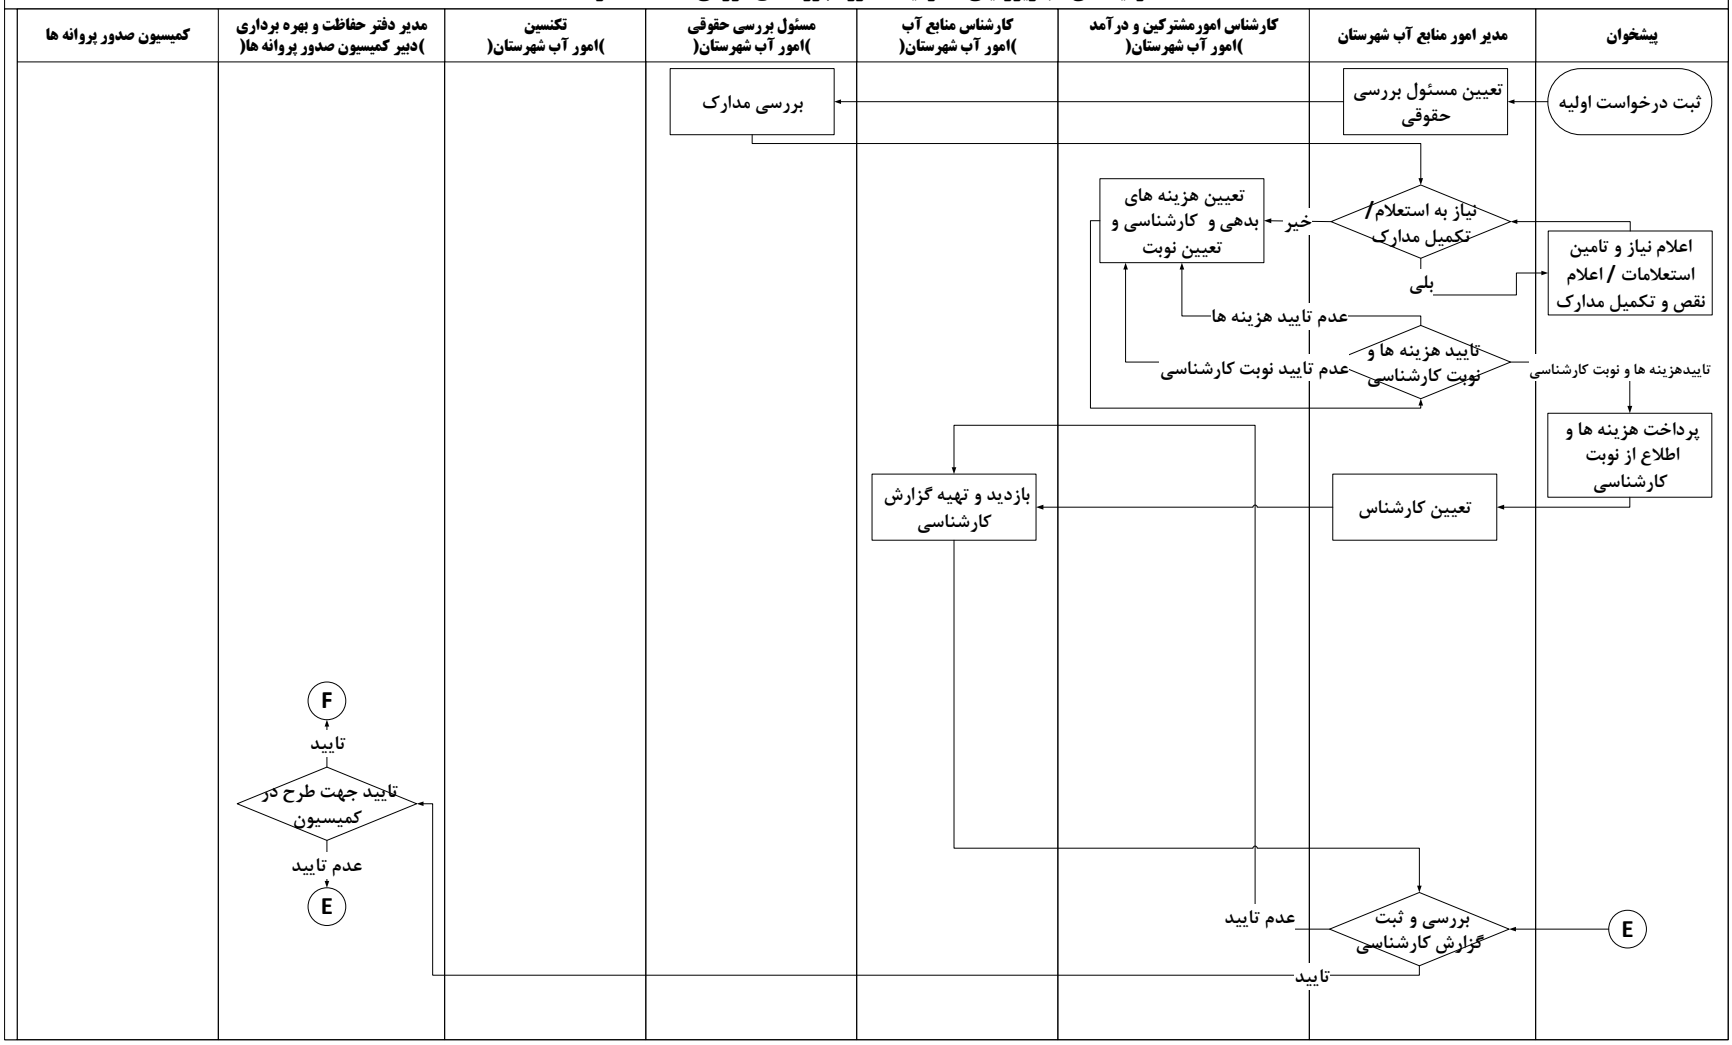 پیشخوان
مدیر امور منابع آب شهرستان
کارشناس امورمشترکین و درآمد
)امور آب شهرستان(
کارشناس منابع آب
)امور آب شهرستان(
مسئول بررسی حقوقی
)امور آب شهرستان(
تکنسین
)امور آب شهرستان(
مدیر دفتر حفاظت و بهره برداری
)دبیر کمیسیون صدور پروانه ها(
کمیسیون صدور پروانه ها
ثبت درخواست اولیه
تعیین مسئول بررسی
حقوقی
بررسی مدارک
نیاز به استعلام/
تکمیل مدارک
خیر
بلی
تعیین هزینه های
بدهی و کارشناسی و
تعیین نوبت
اعلام نیاز و تامین
استعلامات / اعلام
نقص و تکمیل مدارک
عدم تایید هزینه ها
تایید هزینه ها و
نوبت کارشناسی
عدم تایید نوبت کارشناسی
تاییدهزینه ها و نوبت کارشناسی
پرداخت هزینه ها و
اطلاع از نوبت
کارشناسی
تعیین کارشناس
بازدید و تهیه گزارش
کارشناسی
F
تایید
تایید جهت طرح در
کمیسیون
عدم تایید
E
E
بررسی و ثبت
گزارش کارشناسی
عدم تایید
تایید